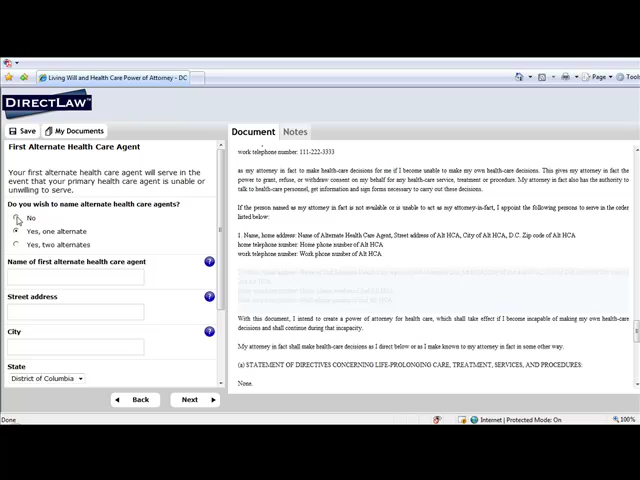 Living Will and Health Care Power of Attorney - DC
Page
Tools
DIRECTLAW
Save
My Documents
Document
Notes
First Alternate Health Care Agent
Your first alternate health care agent will serve in the
event that your primary health care agent is unable or
unwilling to serve.
Do you wish to name alternate health care agents?
No
Yes, one alternate
Yes, two alternates
Name of first alternate health care agent
Street address
City
State
District of Columbia
Back
Next
work telephone number: 111-222-3333
as my attorney in fact to make health-care decisions for me if I become unable to make my own health-care decisions. This gives my attorney in fact the
power to grant, refuse, or withdraw consent on my behalf for any health-care service, treatment or procedure. My attorney in fact also has the authority to
talk to health-care personnel, get information and sign forms necessary to carry out these decisions.
If the person named as my attorney in fact is not available or is unable to act as my attorney-in-fact, I appoint the following persons to serve in the order
listed below:
1. Name, home address: Name of Alternate Health Care Agent, Street address of Alt HCA, City of Alt HCA, D.C. Zip code of Alt HCA
home telephone number: Home phone number of Alt HCA
work telephone number: Work phone number of Alt HCA
With this document, I intend to create a power of attorney for health care, which shall take effect if I become incapable of making my own health-care
decisions and shall continue during that incapacity.
My attorney in fact shall make health-care decisions as I direct below or as I make known to my attorney in fact in some other way.
(a) STATEMENT OF DIRECTIVES CONCERNING LIFE-PROLONGING CARE, TREATMENT, SERVICES, AND PROCEDURES:
None.
Done
Internet | Protected Mode: On
100%